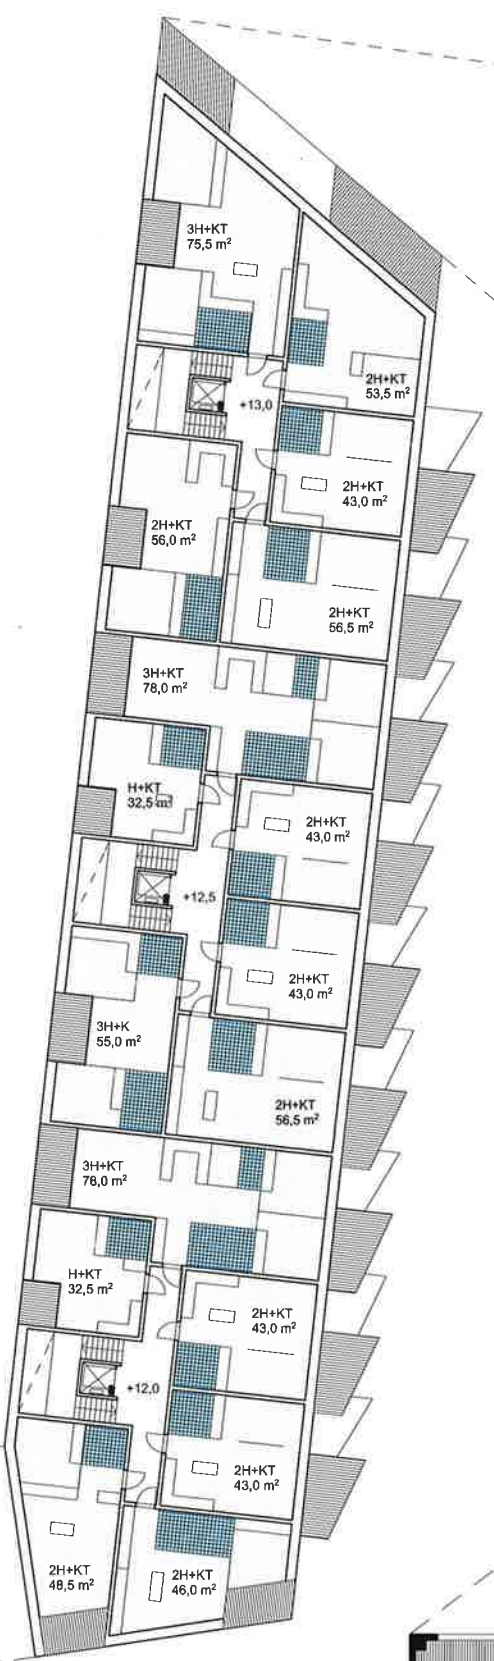 3H+KT
75,5 m²
2H+KT
53,5 m²
+13,0
2H+KT
43,0 m²
2H+KT
56,0 m²
2H+KT
56,5 m²
3H+KT
78,0 m²
H+KT
32,5 m²
2H+KT
43,0 m²
+12,5
2H+KT
43,0 m²
3H+K
55,0 m²
2H+KT
56,5 m²
3H+KT
78,0 m²
H+KT
32,5 m²
2H+KT
43,0 m²
+12,0
2H+KT
43,0 m²
2H+KT
48,5 m²
2H+KT
46,0 m²